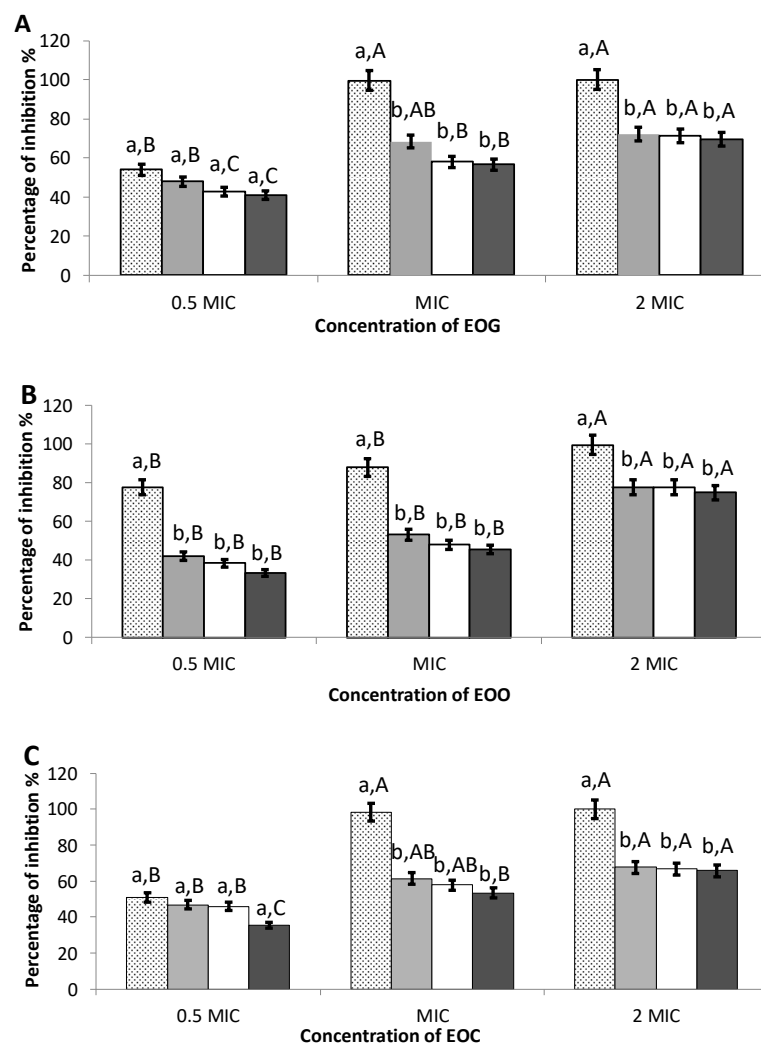 A
Percentage of inhibition %
120
100
80
60
40
20
0
a,B
a,B
a,C
a,C
a,A
b,AB
b,B
b,B
a,A
b,A
b,A
b,A
0.5 MIC
MIC
2 MIC
Concentration of EOG
B
Percentage of inhibition %
120
100
80
60
40
20
0
a,B
b,B
b,B
b,B
a,B
b,B
b,B
b,B
a,A
b,A
b,A
b,A
0.5 MIC
MIC
2 MIC
Concentration of EOO
C
Percentage of inhibtion %
120
100
80
60
40
20
0
a,B
a,B
a,B
a,C
a,A
b,AB
b,AB
b,B
a,A
b,A
b,A
b,A
0.5 MIC
MIC
2 MIC
Concentration of EOC